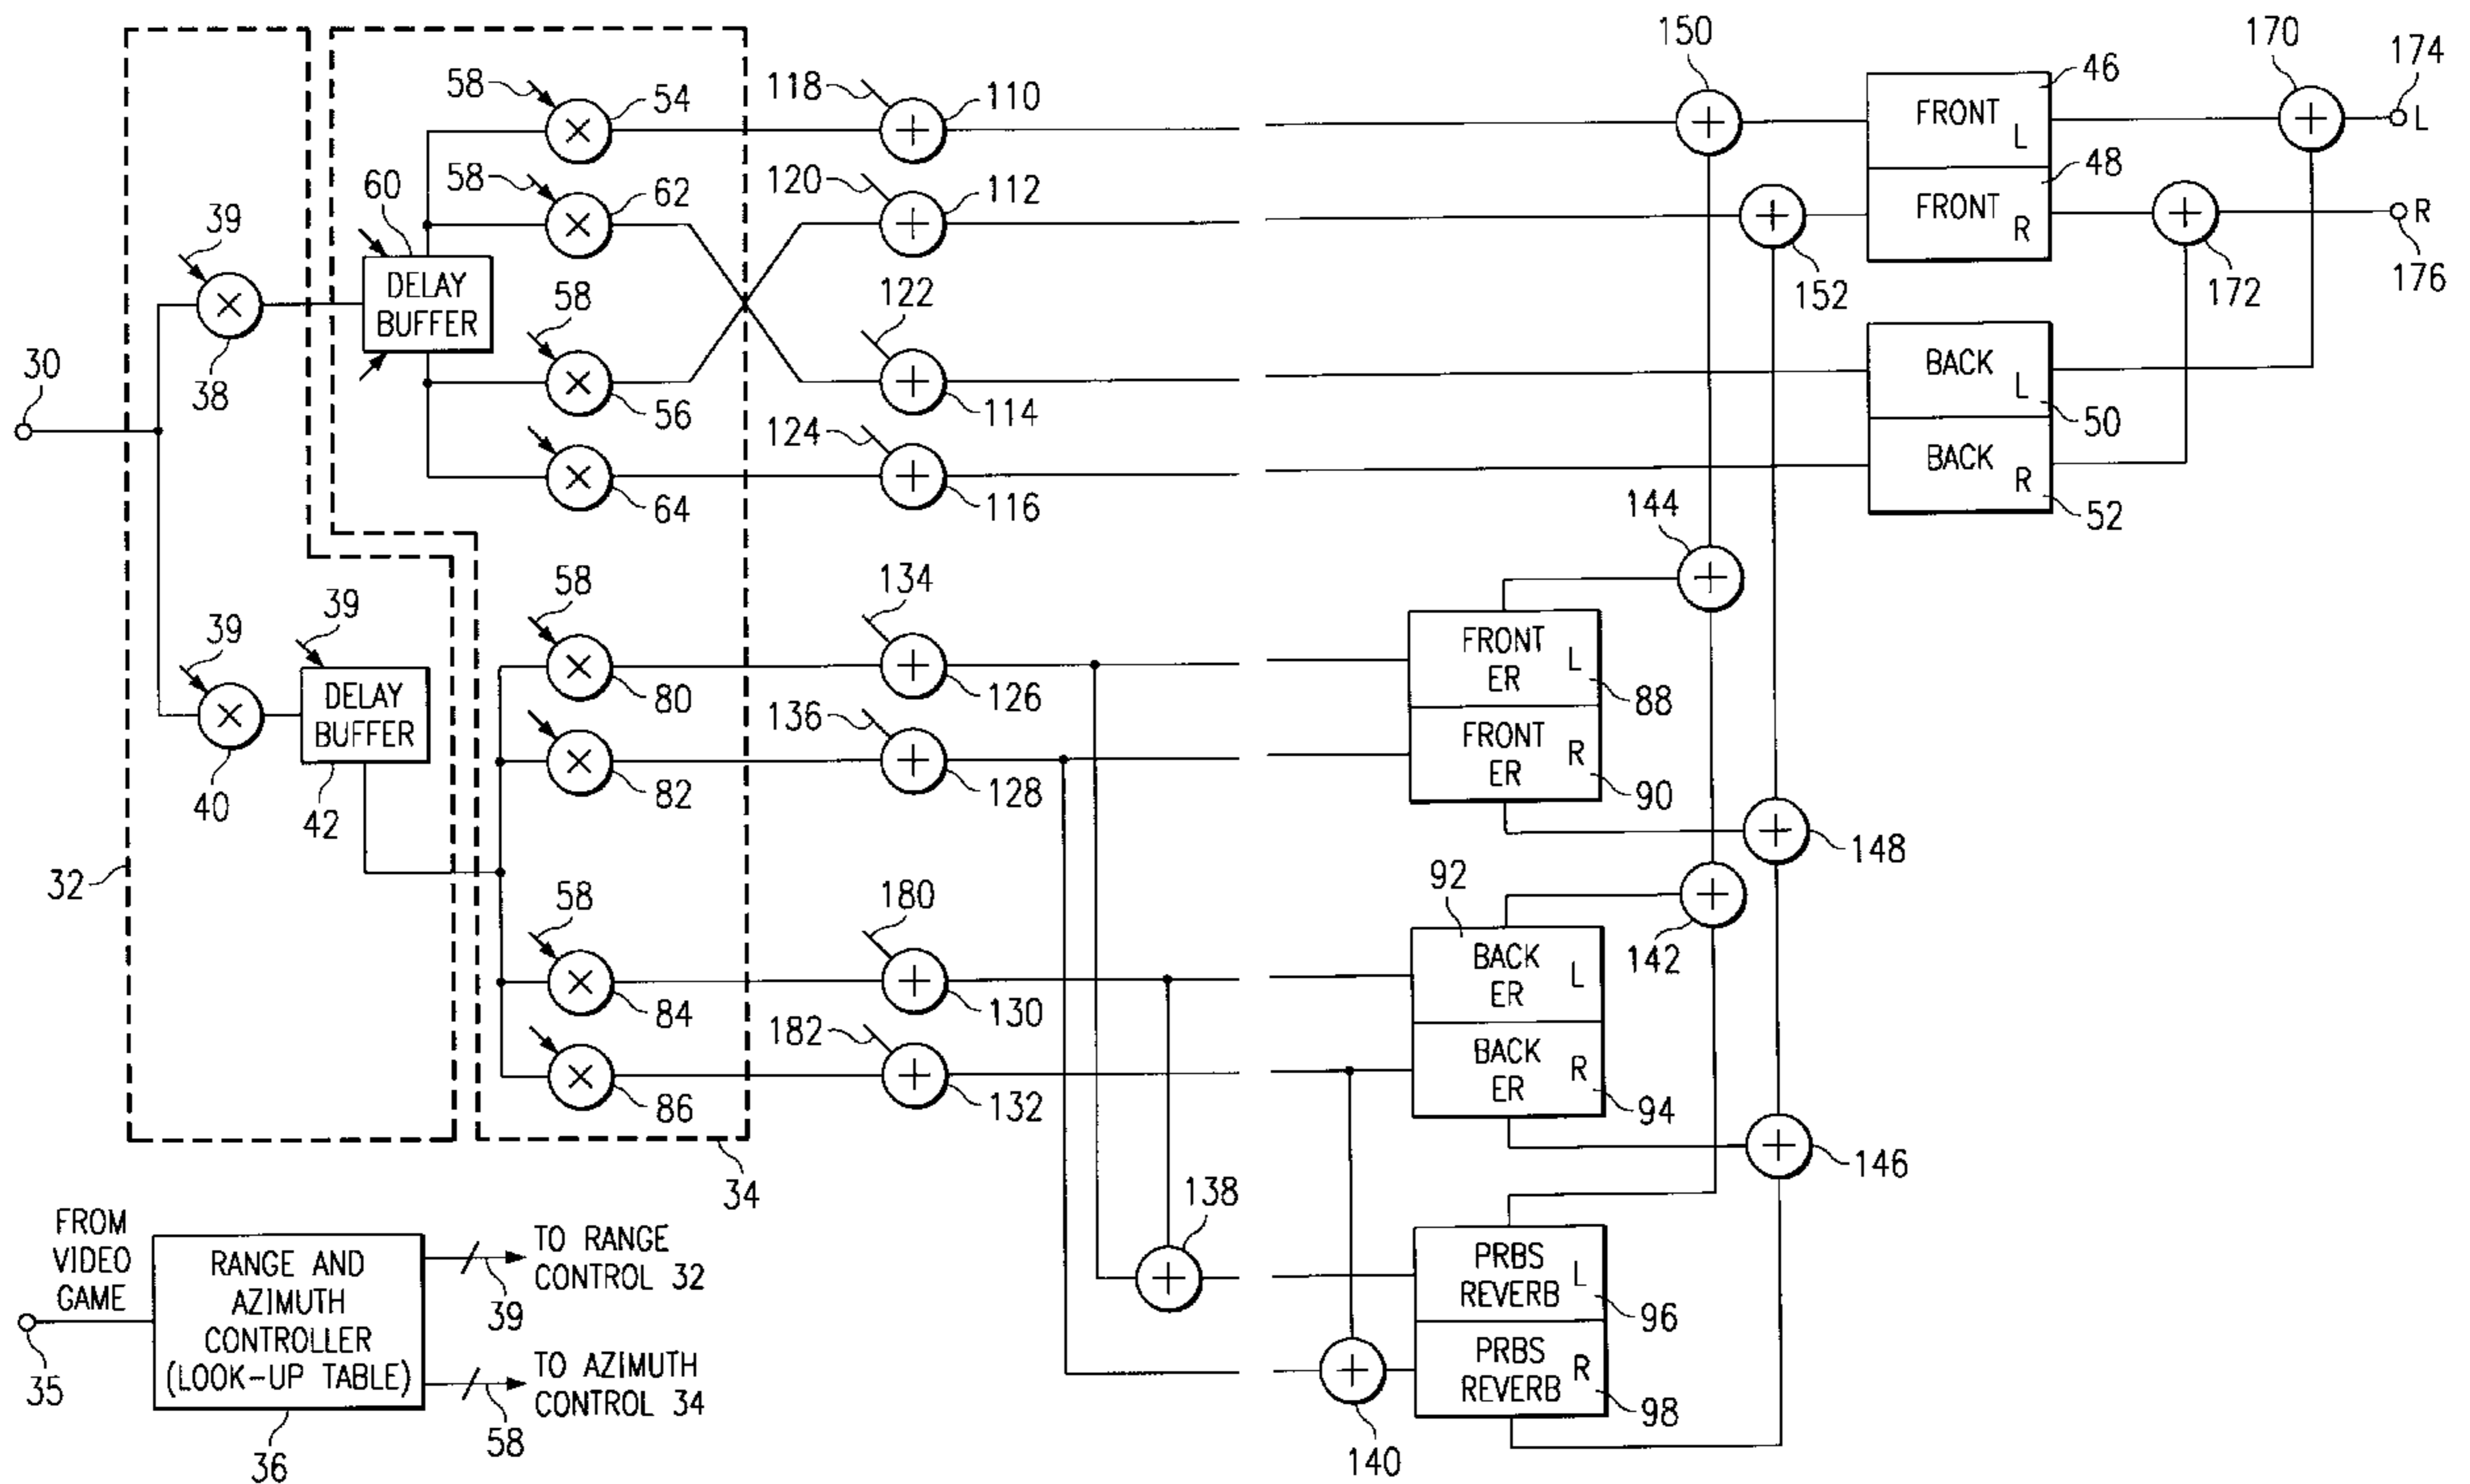 150
170
174
58
54
118
110
46
FRONT
L
L
58
62
120
112
48
60
39
DELAY
BUFFER
FRONT
R
R
152
172
176
58
122
30
38
56
114
BACK
L
50
124
BACK
R
64
116
144
52
58
134
39
39
FRONT
ER
L
80
126
88
DELAY
BUFFER
136
FRONT
ER
R
82
128
90
40
42
148
32
58
180
92
BACK
ER
L
142
84
130
182
BACK
ER
R
86
132
94
146
34
138
FROM
VIDEO
GAME
RANGE AND
AZIMUTH
CONTROLLER
(LOOK-UP TABLE)
TO RANGE
CONTROL 32
39
PRBS
REVERB
L
96
35
TO AZIMUTH
CONTROL 34
58
PRBS
REVERB
R
98
36
140